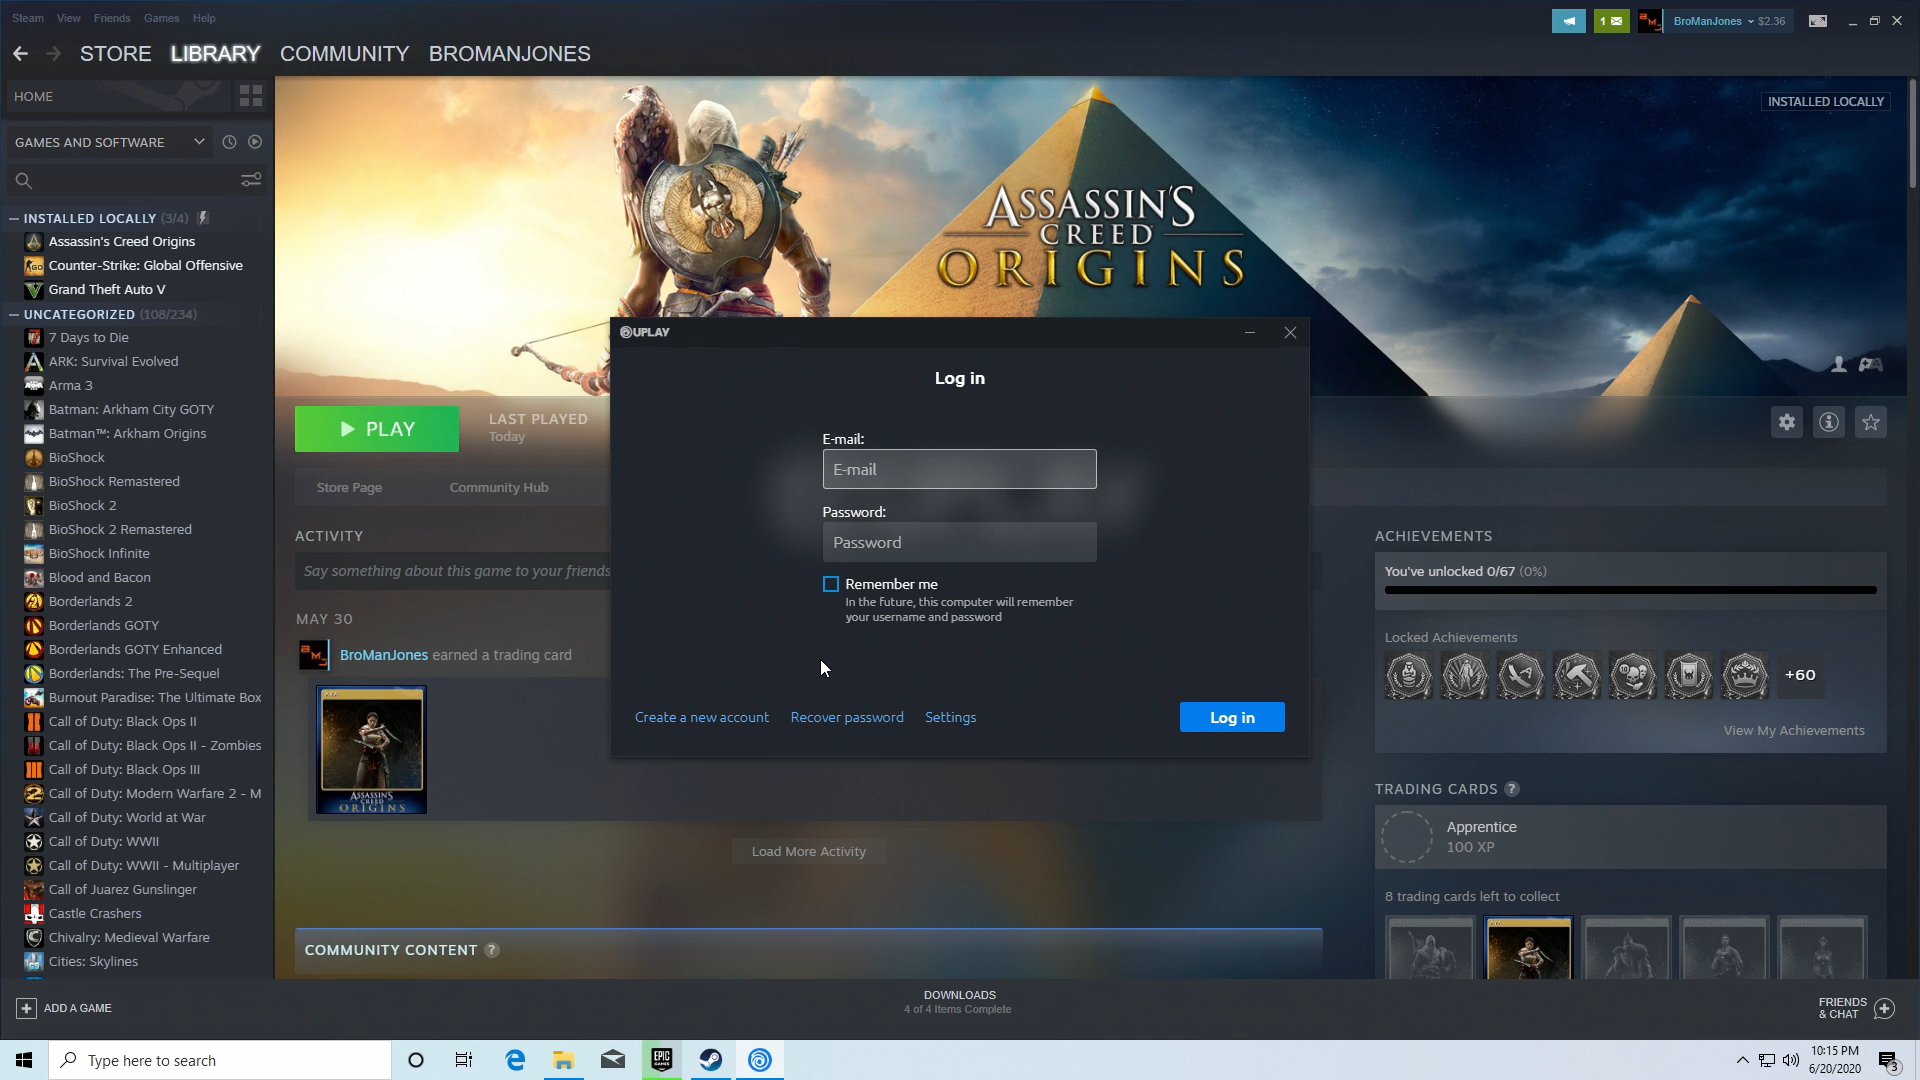 Steam View Friends Games Help
1
BroManJones $2.36
STORE LIBRARY COMMUNITY BROMANJONES
HOME
INSTALLED LOCALLY
GAMES AND SOFTWARE
ASSASSIN'S
CREED
ORIGINS
INSTALLED LOCALLY (3/4)
Assassin's Creed Origins
Counter-Strike: Global Offensive
Grand Theft Auto V
UNCATEGORIZED (108/234)
7 Days to Die
ARK: Survival Evolved
Arma 3
Batman: Arkham City GOTY
Batman™: Arkham Origins
BioShock
BioShock Remastered
BioShock 2
BioShock 2 Remastered
BioShock Infinite
Blood and Bacon
Borderlands 2
Borderlands GOTY
Borderlands GOTY Enhanced
Borderlands: The Pre-Sequel
Burnout Paradise: The Ultimate Box
Call of Duty: Black Ops II
Call of Duty: Black Ops II - Zombies
Call of Duty: Black Ops III
Call of Duty: Modern Warfare 2 - M
Call of Duty: World at War
Call of Duty: WWII
Call of Duty: WWII - Multiplayer
Call of Juarez Gunslinger
Castle Crashers
Chivalry: Medieval Warfare
Cities: Skylines
UPLAY
Log in
E-mail:
E-mail
Password:
Password
Remember me
In the future, this computer will remember
your username and password
Create a new account Recover password Settings
Log in
PLAY
LAST PLAYED
Today
Store Page Community Hub
ACTIVITY
Say something about this game to your friends
MAY 30
BroManJones earned a trading card
ASSASSIN'S
CREED
ORIGINS
Load More Activity
COMMUNITY CONTENT ?
ACHIEVEMENTS
You've unlocked 0/67 (0%)
Locked Achievements
+60
View My Achievements
TRADING CARDS ?
Apprentice
100 XP
8 trading cards left to collect
ADD A GAME
DOWNLOADS
4 of 4 Items Complete
FRIENDS
& CHAT
Type here to search
EPIC
GAMES
10:15 PM
6/20/2020
3